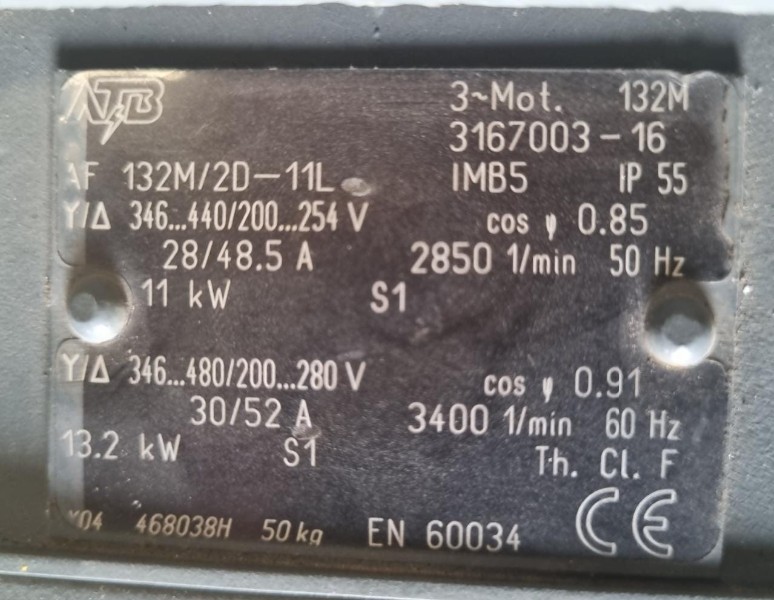 ATB
3~Mot. 132M
3167003-16
AF 132M/2D-11L IMB5 IP 55
Y/Δ 346...440/200...254 V cos φ 0.85
28/48.5 A 2850 1/min 50 Hz
11 kW S1
Y/Δ 346...480/200...280 V cos φ 0.91
30/52 A 3400 1/min 60 Hz
13.2 kW S1 Th. Cl. F
468038H 50 kg EN 60034 CE